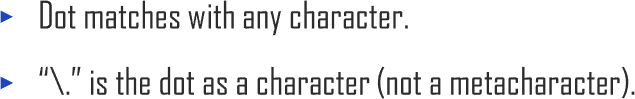 ▸ Dot matches with any character.
▸ “\.” is the dot as a character (not a metacharacter).